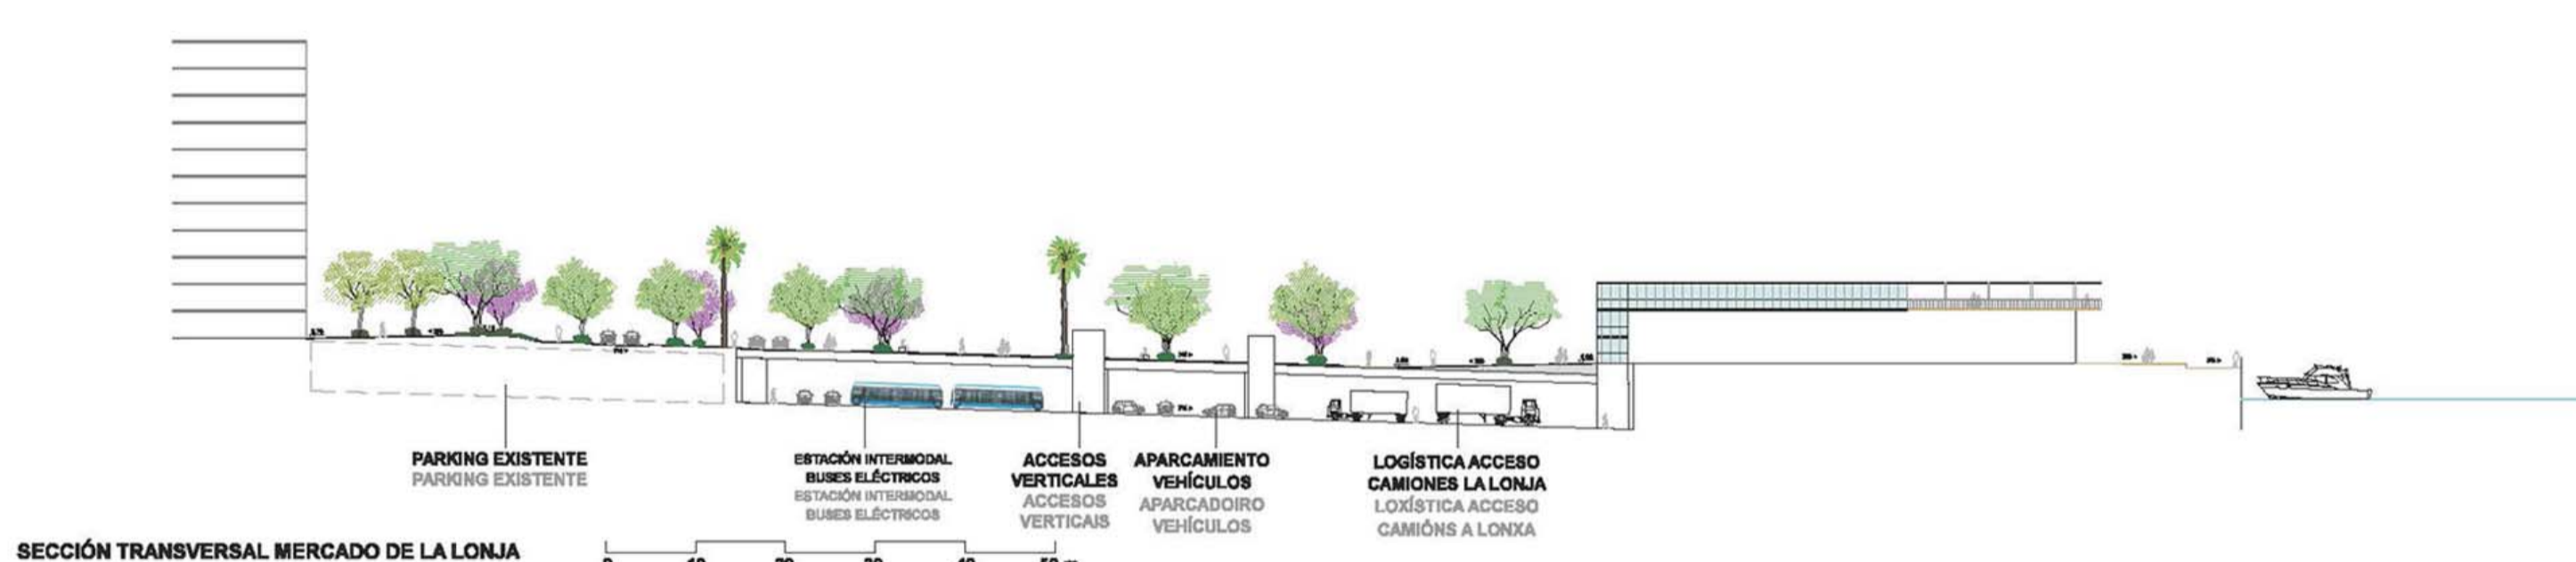 PARKING EXISTENTE
PARKING EXISTENTE
ESTACIÓN INTERMODAL
BUSES ELÉCTRICOS
ESTACIÓN INTERMODAL
BUSES ELÉCTRICOS
ACCESOS
VERTICALES
ACCESOS
VERTICAIS
APARCAMIENTO
VEHÍCULOS
APARCADOIRO
VEHÍCULOS
LOGÍSTICA ACCESO
CAMIONES LA LONJA
LOXÍSTICA ACCESO
CAMIÓNS A LONXA
SECCIÓN TRANSVERSAL MERCADO DE LA LONJA